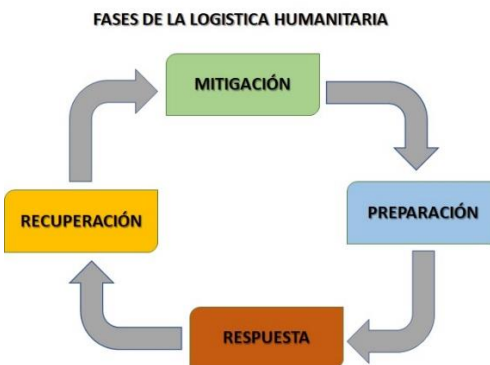 FASES DE LA LOGISTICA HUMANITARIA
MITIGACIÓN
PREPARACIÓN
RESPUESTA
RECUPERACIÓN